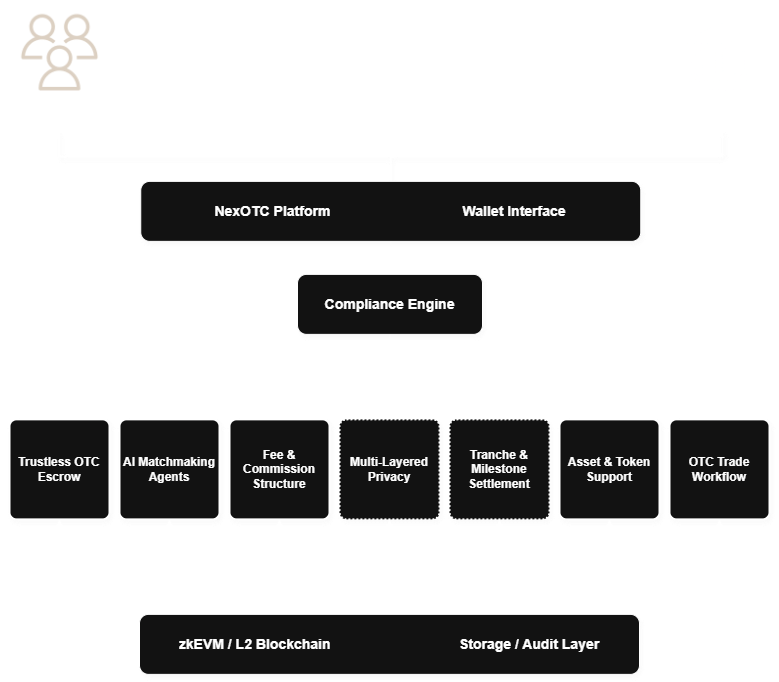 NexOTC Platform
Wallet Interface
Compliance Engine
Trustless OTC
Escrow
AI Matchmaking
Agents
Fee &
Commission
Structure
Multi-Layered
Privacy
Tranche &
Milestone
Settlement
Asset & Token
Support
OTC Trade
Workflow
zkEVM / L2 Blockchain
Storage / Audit Layer